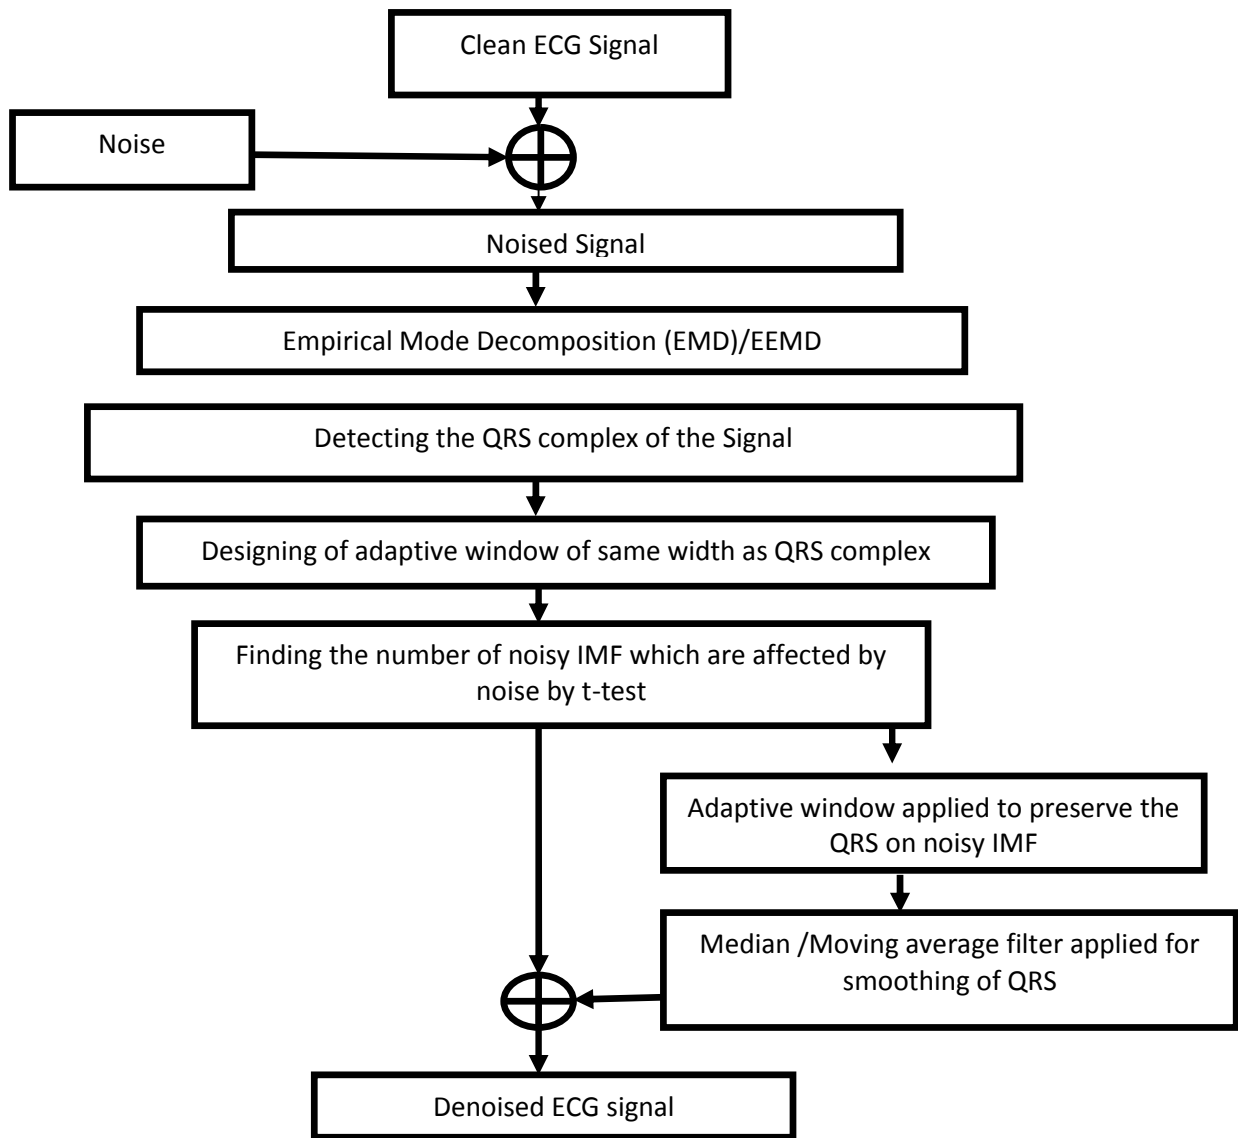 Clean ECG Signal
Noise
Noised Signal
Empirical Mode Decomposition (EMD)/EEMD
Detecting the QRS complex of the Signal
Designing of adaptive window of same width as QRS complex
Finding the number of noisy IMF which are affected by
noise by t-test
Adaptive window applied to preserve the
QRS on noisy IMF
Median /Moving average filter applied for
smoothing of QRS
Denoised ECG signal